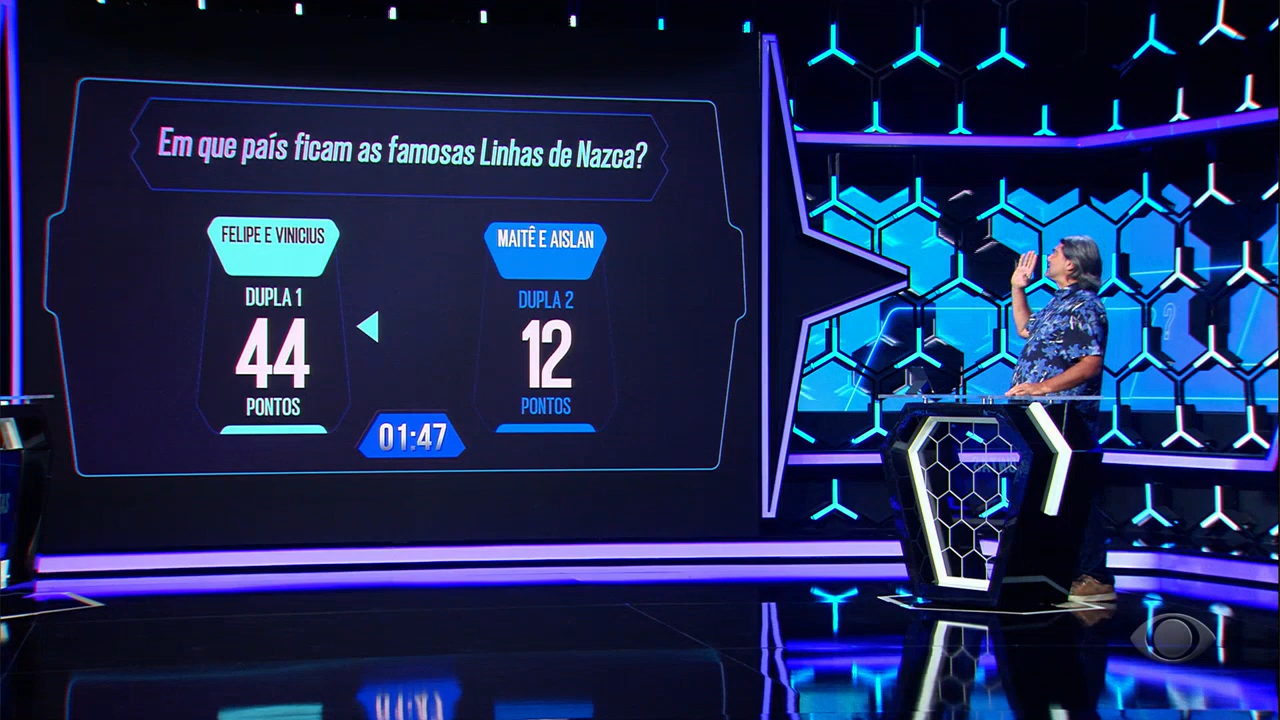 Em que país ficam as famosas Linhas de Nazca?
FELIPE E VINICIUS
DUPLA 1
44
PONTOS
MAITÊ E AISLAN
DUPLA 2
12
PONTOS
01:47
?